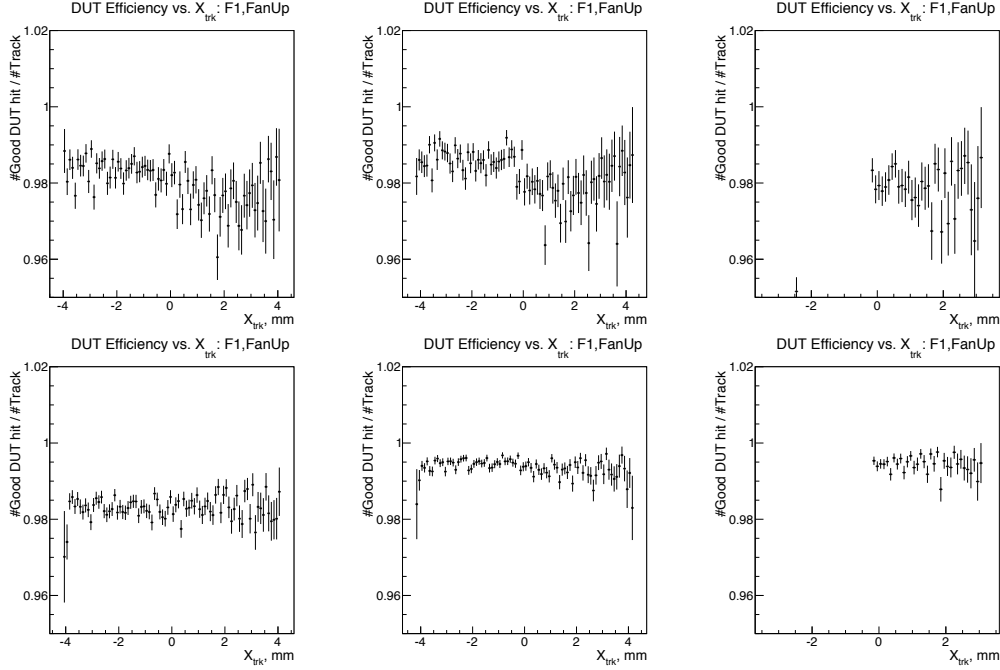 DUT Efficiency vs. X_trk: F1,FanUp
#Good DUT hit / #Track
1.02
1
0.98
0.96
-4 -2 0 2 4
X_trk, mm
DUT Efficiency vs. X_trk: F1,FanUp
#Good DUT hit / #Track
1.02
1
0.98
0.96
-4 -2 0 2 4
X_trk, mm
DUT Efficiency vs. X_trk: F1,FanUp
#Good DUT hit / #Track
1.02
1
0.98
0.96
-2 0 2
X_trk, mm
DUT Efficiency vs. X_trk: F1,FanUp
#Good DUT hit / #Track
1.02
1
0.98
0.96
-4 -2 0 2 4
X_trk, mm
DUT Efficiency vs. X_trk: F1,FanUp
#Good DUT hit / #Track
1.02
1
0.98
0.96
-4 -2 0 2 4
X_trk, mm
DUT Efficiency vs. X_trk: F1,FanUp
#Good DUT hit / #Track
1.02
1
0.98
0.96
-2 0 2
X_trk, mm